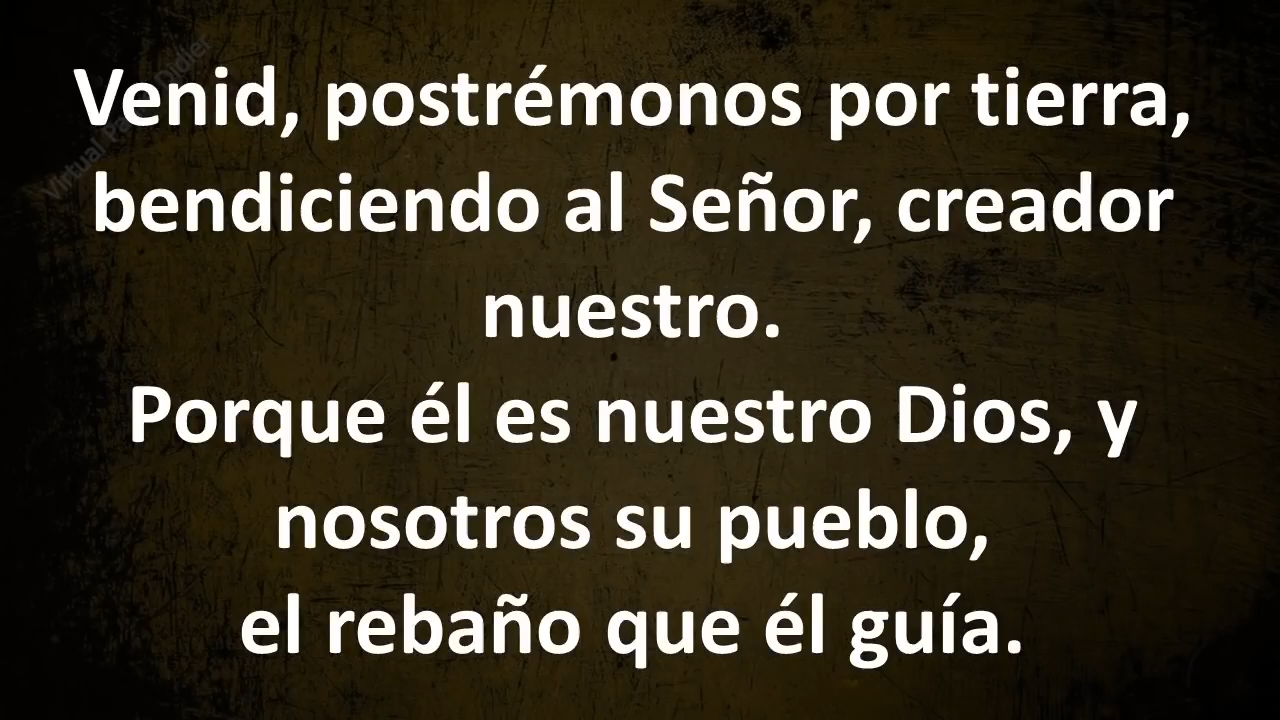 Venid, postrémonos por tierra,
bendiciendo al Señor, creador
nuestro.
Porque él es nuestro Dios, y
nosotros su pueblo,
el rebaño que él guía.